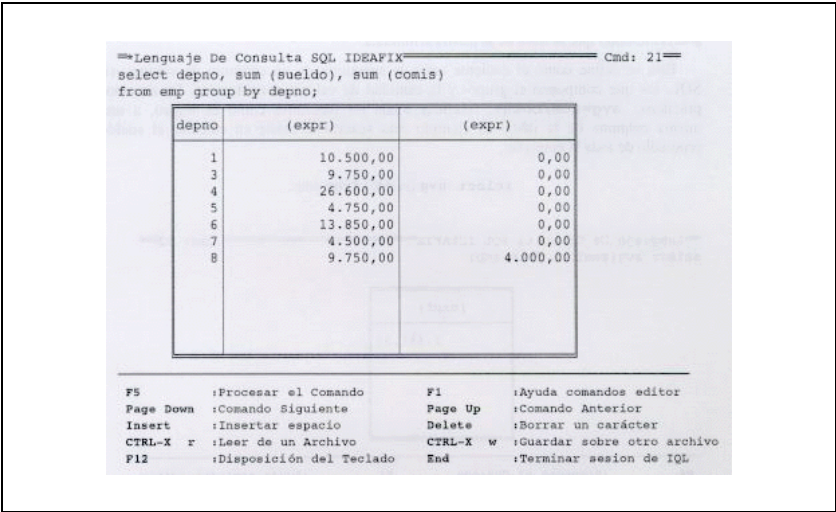 Lenguaje De Consulta SQL IDEAFIX Cmd: 21
select depno, sum (sueldo), sum (comis)
from emp group by depno;
depno (expr) (expr)
1 10.500,00 0,00
3 9.750,00 0,00
4 26.600,00 0,00
5 4.750,00 0,00
6 13.850,00 0,00
7 4.500,00 0,00
8 9.750,00 4.000,00
F5 :Procesar el Comando F1 :Ayuda comandos editor
Page Down :Comando Siguiente Page Up :Comando Anterior
Insert :Insertar espacio Delete :Borrar un carácter
CTRL-X r :Leer de un Archivo CTRL-X w :Guardar sobre otro archivo
F12 :Disposición del Teclado End :Terminar sesion de IQL